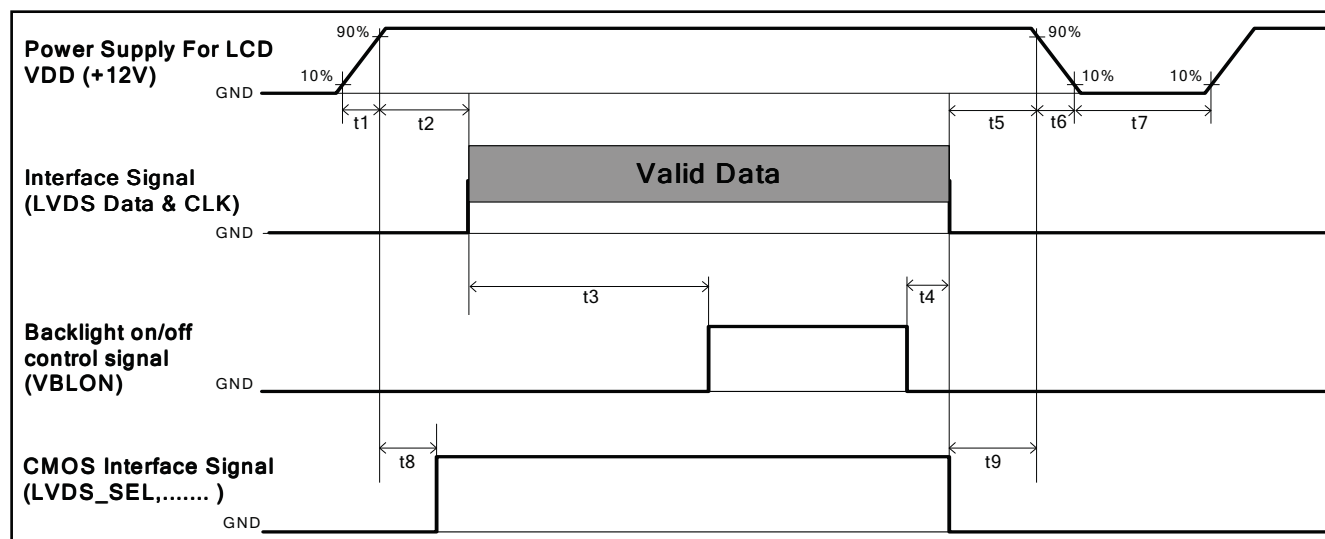 Power Supply For LCD
VDD (+12V)
90%
90%
10%
10%
10%
GND
t1
t2
t5
t6
t7
Interface Signal
(LVDS Data & CLK)
Valid Data
GND
t3
t4
Backlight on/off
control signal
(VBLON)
GND
CMOS Interface Signal
(LVDS_SEL,....... )
t8
t9
GND